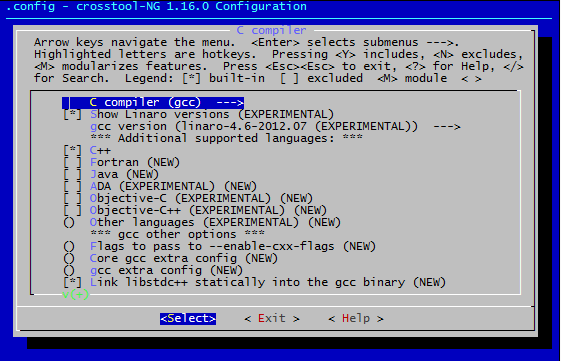 .config - crosstool-NG 1.16.0 Configuration
C compiler
Arrow keys navigate the menu.  <Enter> selects submenus --->.
Highlighted letters are hotkeys.  Pressing <Y> includes, <N> excludes,
<M> modularizes features.  Press <Esc><Esc> to exit, <?> for Help, </>
for Search.  Legend: [*] built-in  [ ] excluded  <M> module  < >
C compiler (gcc)  --->
[*] Show Linaro versions (EXPERIMENTAL)
gcc version (linaro-4.6-2012.07 (EXPERIMENTAL))  --->
*** Additional supported languages: ***
[*] C++
[ ] Fortran (NEW)
[ ] Java (NEW)
[ ] ADA (EXPERIMENTAL) (NEW)
[ ] Objective-C (EXPERIMENTAL) (NEW)
[ ] Objective-C++ (EXPERIMENTAL) (NEW)
() Other languages (EXPERIMENTAL) (NEW)
*** gcc other options ***
() Flags to pass to --enable-cxx-flags (NEW)
() Core gcc extra config (NEW)
() gcc extra config (NEW)
[*] Link libstdc++ statically into the gcc binary (NEW)
v(+)
<Select>    < Exit >    < Help >